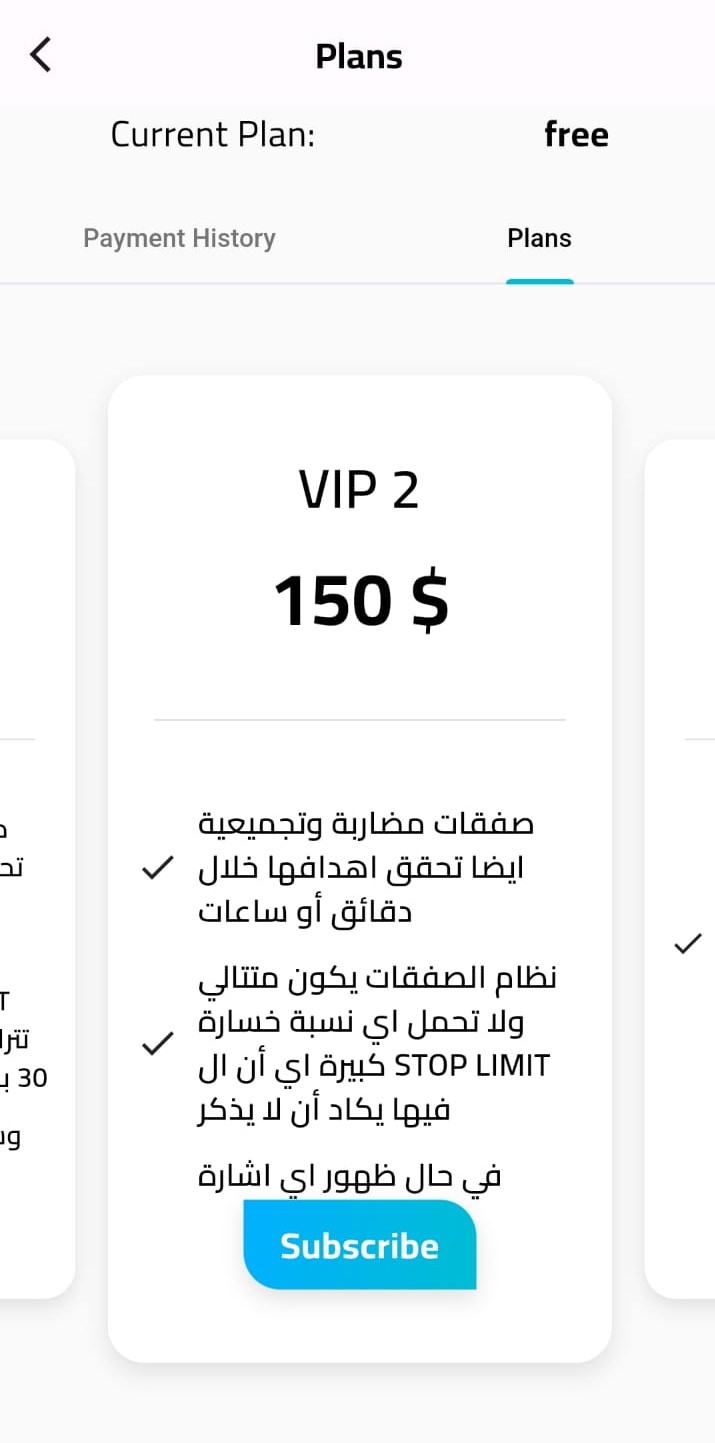 Plans
Current Plan: free
Payment History Plans
VIP 2
150 $
صفقات مضاربة وتجميعية
ايضا تحقق اهدافها خلال
دقائق أو ساعات
نظام الصفقات يكون متتالي
ولا تحمل اي نسبة خسارة
كبيرة اي أن ال STOP LIMIT
فيها يكاد أن لا يذكر
في حال ظهور اي اشارة
Subscribe
30